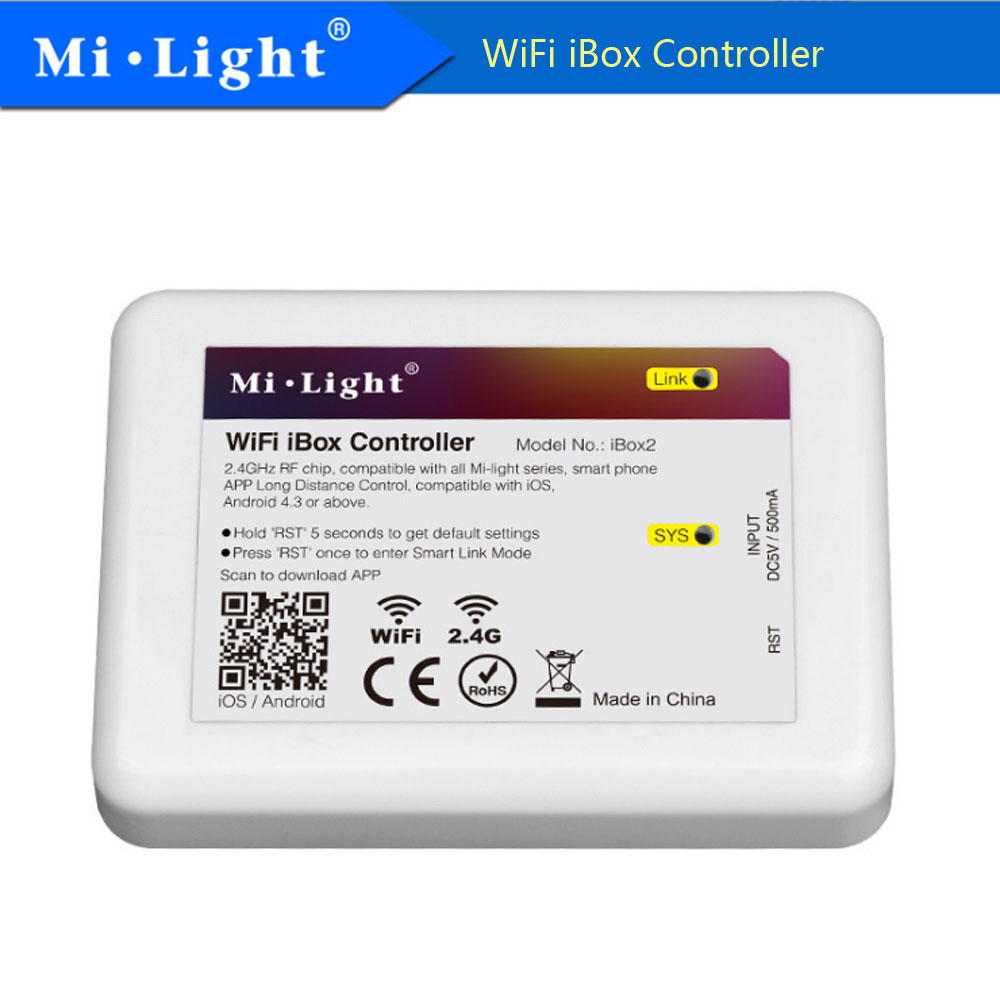 Mi·Light®
WiFi iBox Controller
Mi·Light®
Link
WiFi iBox Controller Model No.: iBox2
2.4GHz RF chip, compatible with all Mi-light series, smart phone
APP Long Distance Control, compatible with iOS,
Android 4.3 or above.
●Hold 'RST' 5 seconds to get default settings
●Press 'RST' once to enter Smart Link Mode
SYS
INPUT
DC5V / 500mA
RST
Scan to download APP
iOS / Android
WiFi 2.4G
CE
RoHS
Made in China